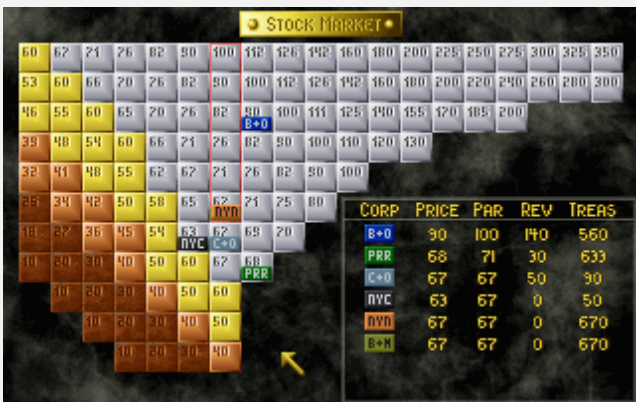 STOCK MARKET
60 67 71 76 82 90 100 112 126 142 160 180 200 225 250 275 300 325 350
53 60 66 70 76 82 90 100 112 126 142 160 180 200 220 240 260 280 300
46 55 60 65 70 76 82 90 100 111 125 140 155 170 185 200
B+O
39 48 54 60 66 71 76 82 90 100 110 120 130
32 41 48 55 62 67 71 76 82 90 100
25 34 42 50 58 65 67 71 75 80
NYN
18 27 36 45 54 63 67 69 70
NYC C+O
10 20 30 40 50 60 67 68
PRR
10 20 30 40 50 60
10 20 30 40 50
10 20 30 40
CORP PRICE PAR REV TREAS
B+O 90 100 140 560
PRR 68 71 30 633
C+O 67 67 50 90
NYC 63 67 0 50
NYN 67 67 0 670
B+M 67 67 0 670